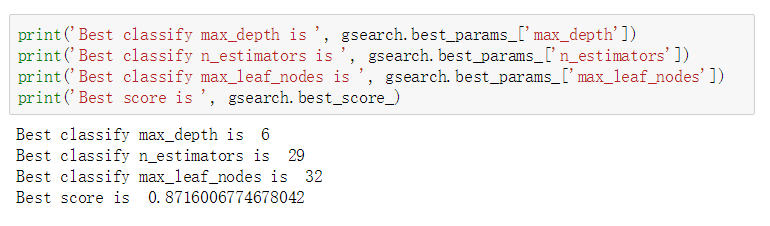 print('Best classify max_depth is ', gsearch.best_params_['max_depth'])
print('Best classify n_estimators is ', gsearch.best_params_['n_estimators'])
print('Best classify max_leaf_nodes is ', gsearch.best_params_['max_leaf_nodes'])
print('Best score is ', gsearch.best_score_)
Best classify max_depth is  6
Best classify n_estimators is  29
Best classify max_leaf_nodes is  32
Best score is  0.8716006774678042